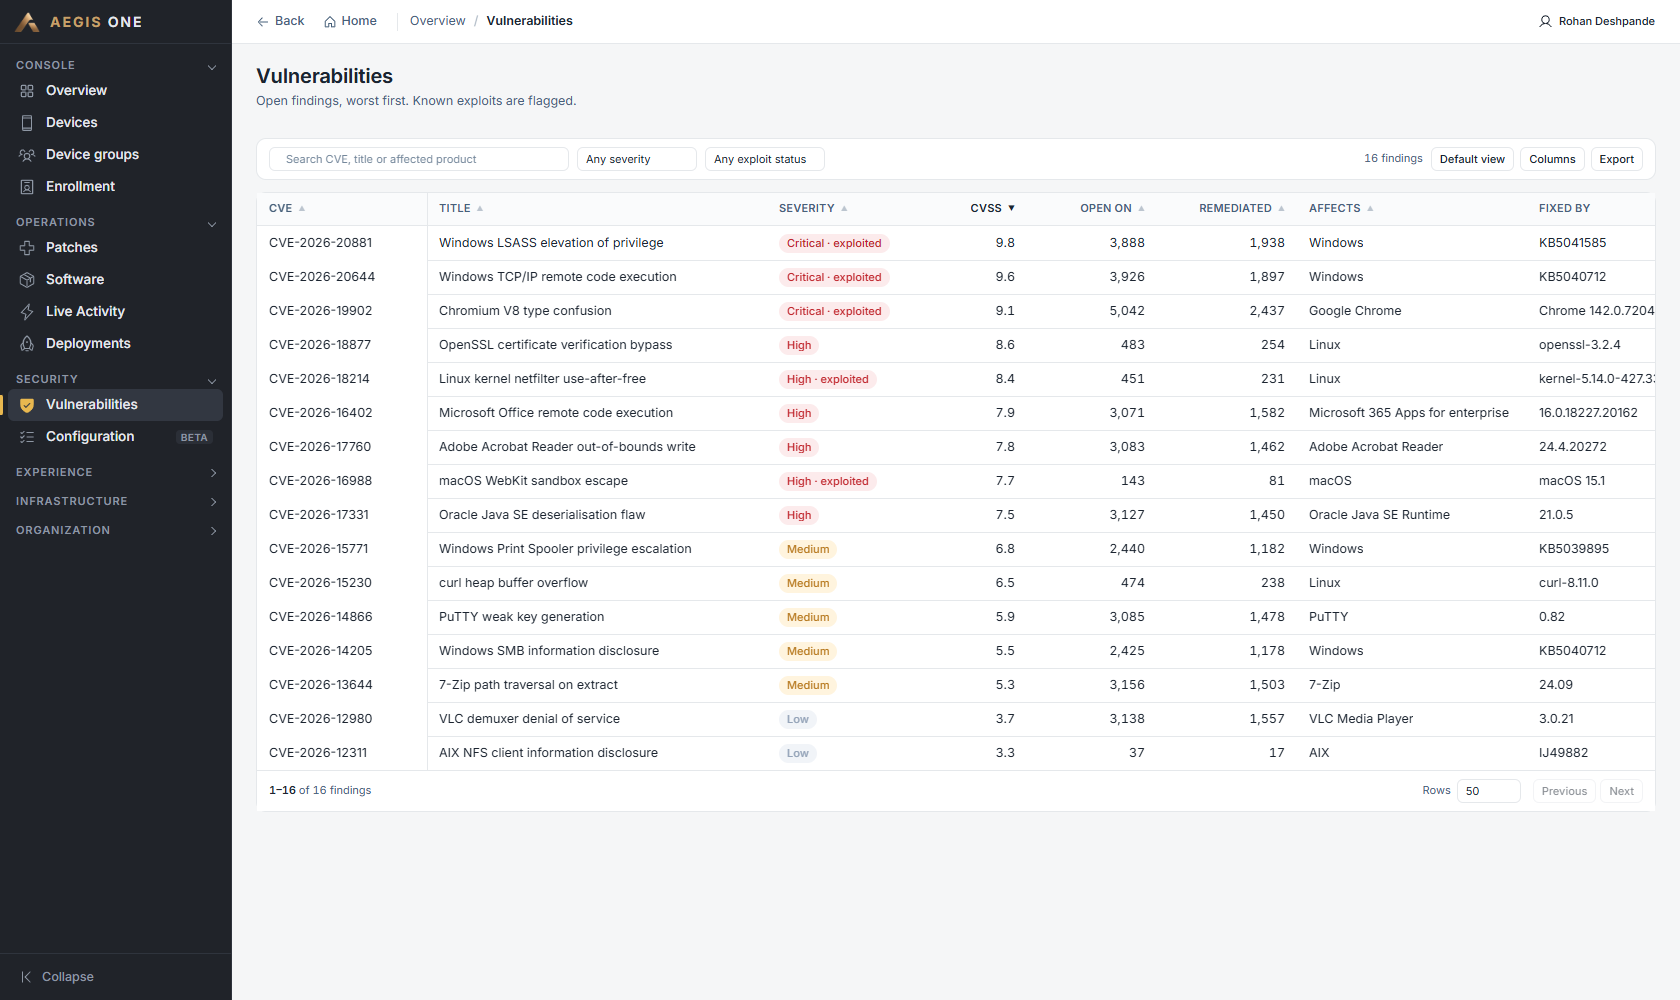 AEGIS ONE
Back Home Overview / Vulnerabilities
Rohan Deshpande
CONSOLE
Overview
Devices
Device groups
Enrollment
OPERATIONS
Patches
Software
Live Activity
Deployments
SECURITY
Vulnerabilities
Configuration BETA
EXPERIENCE
INFRASTRUCTURE
ORGANIZATION
Collapse
Vulnerabilities
Open findings, worst first. Known exploits are flagged.
Search CVE, title or affected product Any severity Any exploit status 16 findings Default view Columns Export
CVE TITLE SEVERITY CVSS OPEN ON REMEDIATED AFFECTS FIXED BY
CVE-2026-20881 Windows LSASS elevation of privilege Critical · exploited 9.8 3,888 1,938 Windows KB5041585
CVE-2026-20644 Windows TCP/IP remote code execution Critical · exploited 9.6 3,926 1,897 Windows KB5040712
CVE-2026-19902 Chromium V8 type confusion Critical · exploited 9.1 5,042 2,437 Google Chrome Chrome 142.0.7204
CVE-2026-18877 OpenSSL certificate verification bypass High 8.6 483 254 Linux openssl-3.2.4
CVE-2026-18214 Linux kernel netfilter use-after-free High · exploited 8.4 451 231 Linux kernel-5.14.0-427.3
CVE-2026-16402 Microsoft Office remote code execution High 7.9 3,071 1,582 Microsoft 365 Apps for enterprise 16.0.18227.20162
CVE-2026-17760 Adobe Acrobat Reader out-of-bounds write High 7.8 3,083 1,462 Adobe Acrobat Reader 24.4.20272
CVE-2026-16988 macOS WebKit sandbox escape High · exploited 7.7 143 81 macOS macOS 15.1
CVE-2026-17331 Oracle Java SE deserialisation flaw High 7.5 3,127 1,450 Oracle Java SE Runtime 21.0.5
CVE-2026-15771 Windows Print Spooler privilege escalation Medium 6.8 2,440 1,182 Windows KB5039895
CVE-2026-15230 curl heap buffer overflow Medium 6.5 474 238 Linux curl-8.11.0
CVE-2026-14866 PuTTY weak key generation Medium 5.9 3,085 1,478 PuTTY 0.82
CVE-2026-14205 Windows SMB information disclosure Medium 5.5 2,425 1,178 Windows KB5040712
CVE-2026-13644 7-Zip path traversal on extract Medium 5.3 3,156 1,503 7-Zip 24.09
CVE-2026-12980 VLC demuxer denial of service Low 3.7 3,138 1,557 VLC Media Player 3.0.21
CVE-2026-12311 AIX NFS client information disclosure Low 3.3 37 17 AIX IJ49882
1–16 of 16 findings Rows 50 Previous Next